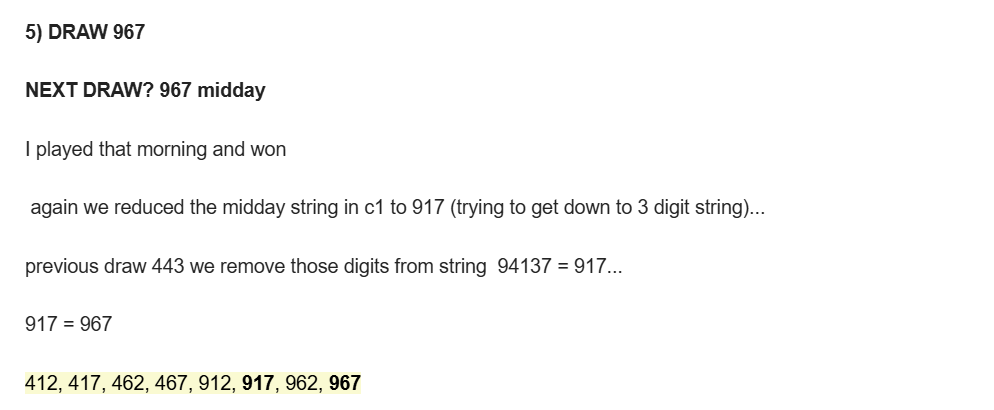 5) DRAW 967
NEXT DRAW? 967 midday
I played that morning and won
again we reduced the midday string in c1 to 917 (trying to get down to 3 digit string)...
previous draw 443 we remove those digits from string  94137 = 917...
917 = 967
412, 417, 462, 467, 912, 917, 962, 967